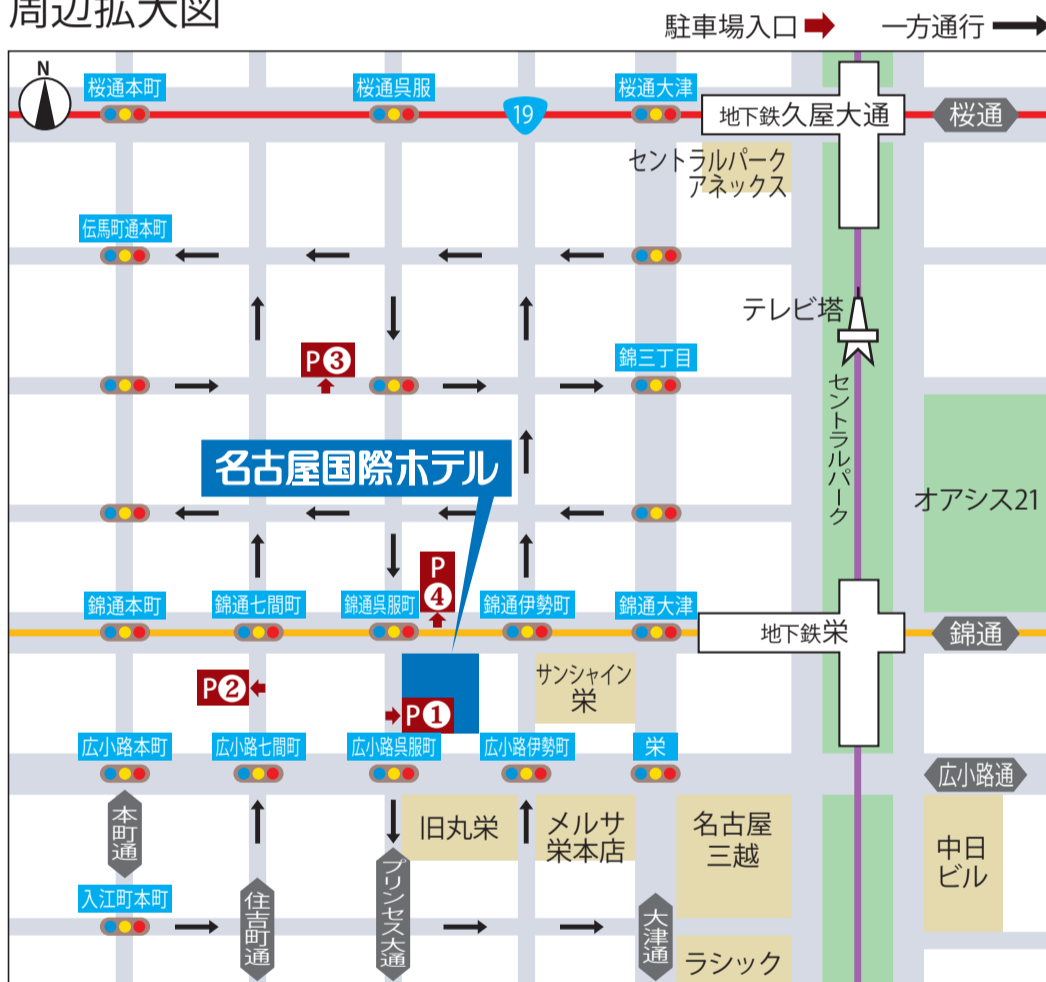 周辺拡大図
駐車場入口
一方通行
N
桜通本町
桜通呉服
19
桜通大津
地下鉄久屋大通
桜通
セントラルパーク
アネックス
伝馬町通本町
テレビ塔
P❸
錦三丁目
セントラルパーク
名古屋国際ホテル
オアシス21
P
❹
錦通本町
錦通七間町
錦通呉服町
錦通伊勢町
錦通大津
地下鉄栄
錦通
P❷
サンシャイン
栄
P❶
広小路本町
広小路七間町
広小路呉服町
広小路伊勢町
栄
広小路通
本町通
旧丸栄
メルサ
栄本店
名古屋
三越
中日
ビル
入江町本町
住吉町通
プリンセス大通
大津通
ラシック